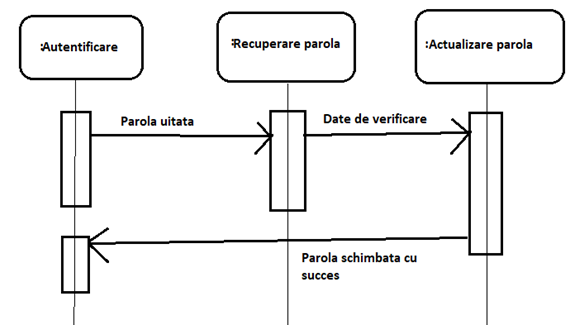 :Autentificare
:Recuperare parola
:Actualizare parola
Parola uitata
Date de verificare
Parola schimbata cu
succes